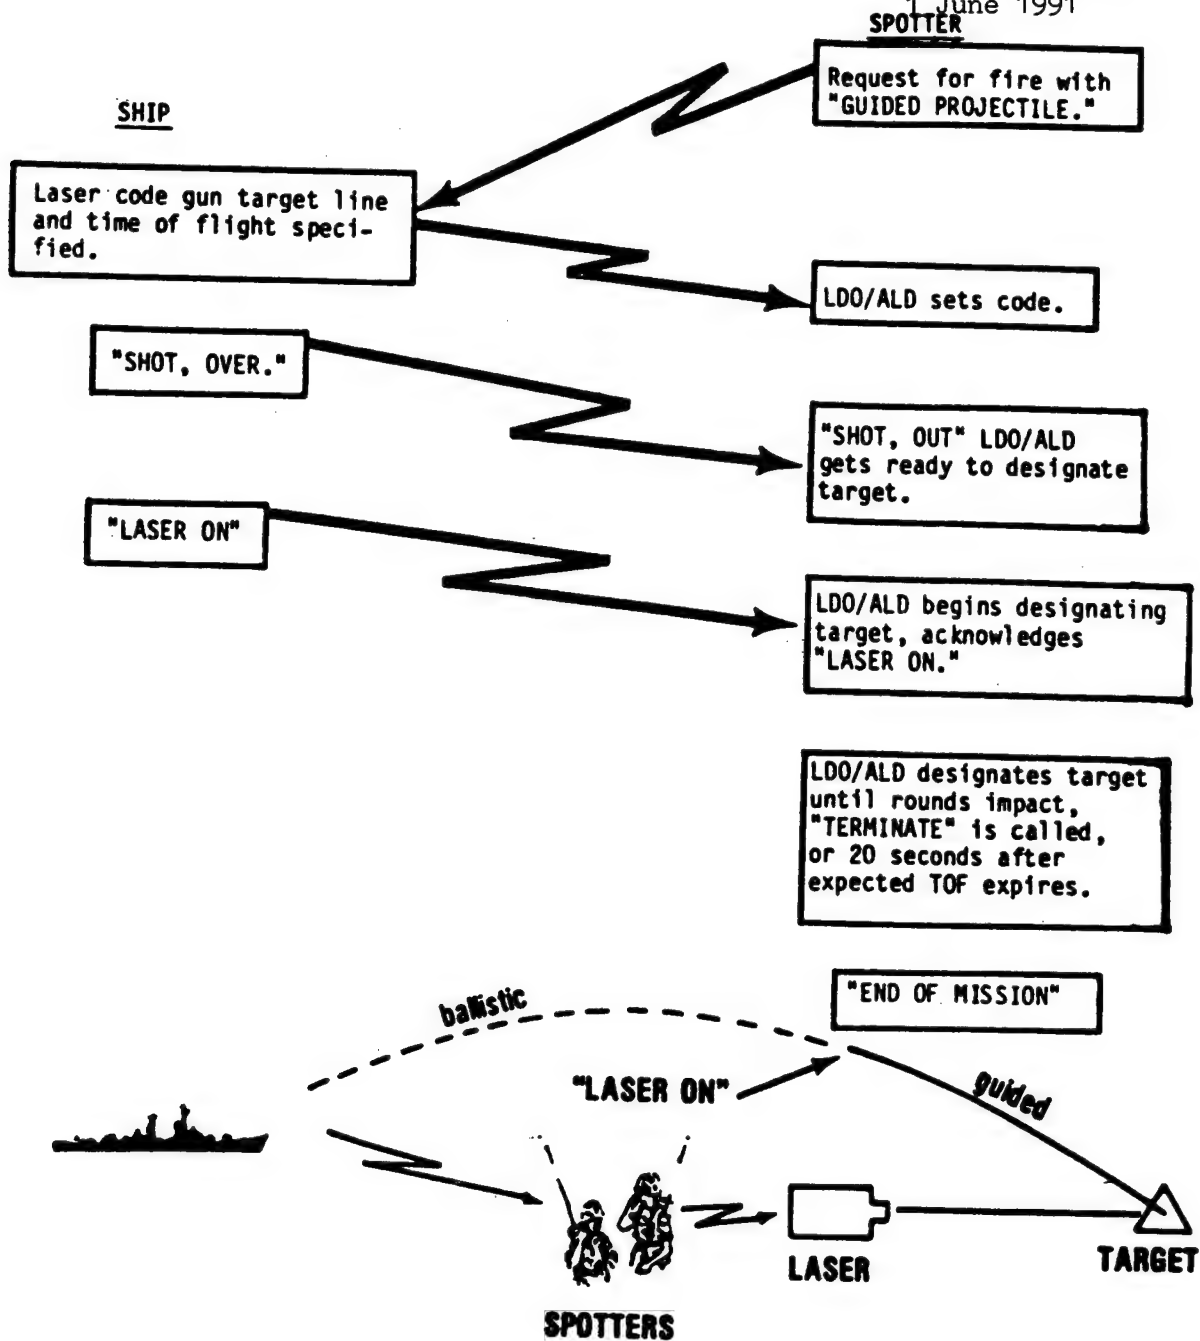 1 June 1991
SPOTTER
Request for fire with
"GUIDED PROJECTILE."
SHIP
Laser code gun target line
and time of flight speci-
fied.
LDO/ALD sets code.
"SHOT, OVER."
"SHOT, OUT" LDO/ALD
gets ready to designate
target.
"LASER ON"
LDO/ALD begins designating
target, acknowledges
"LASER ON."
LDO/ALD designates target
until rounds impact,
"TERMINATE" is called,
or 20 seconds after
expected TOF expires.
"END OF MISSION"
ballistic
"LASER ON"
guided
LASER
TARGET
SPOTTERS